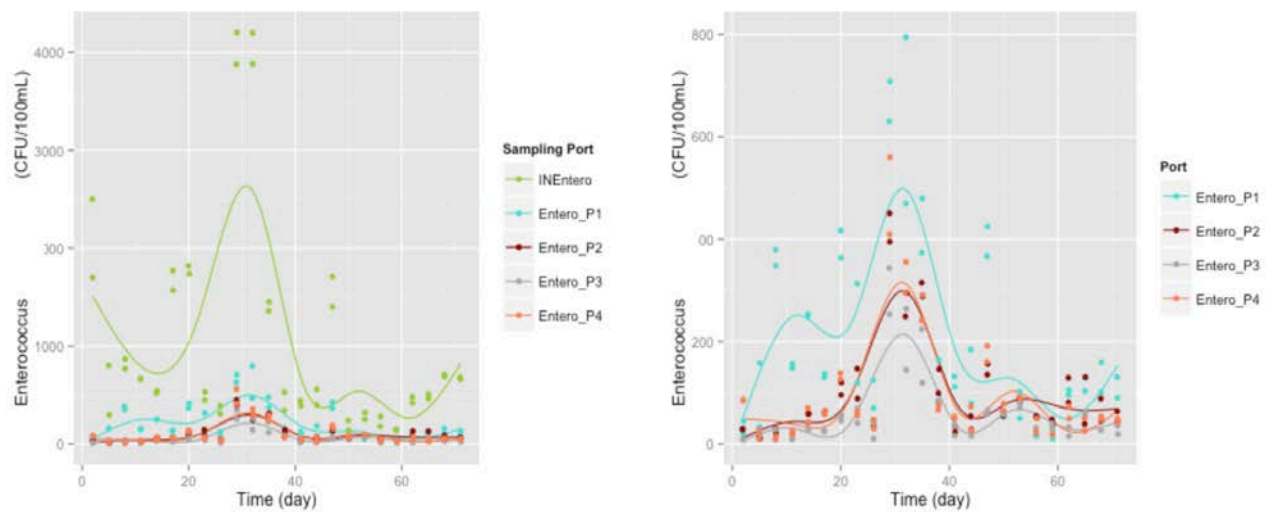 4000
3000
300
1000
0
0
20
40
60
Time (day)
Enterococcus (CFU/100mL)
Sampling Port
INEntero
Entero_P1
Entero_P2
Entero_P3
Entero_P4
800
600
00
200
0
0
20
40
60
Time (day)
Enterococcus (CFU/100mL)
Port
Entero_P1
Entero_P2
Entero_P3
Entero_P4